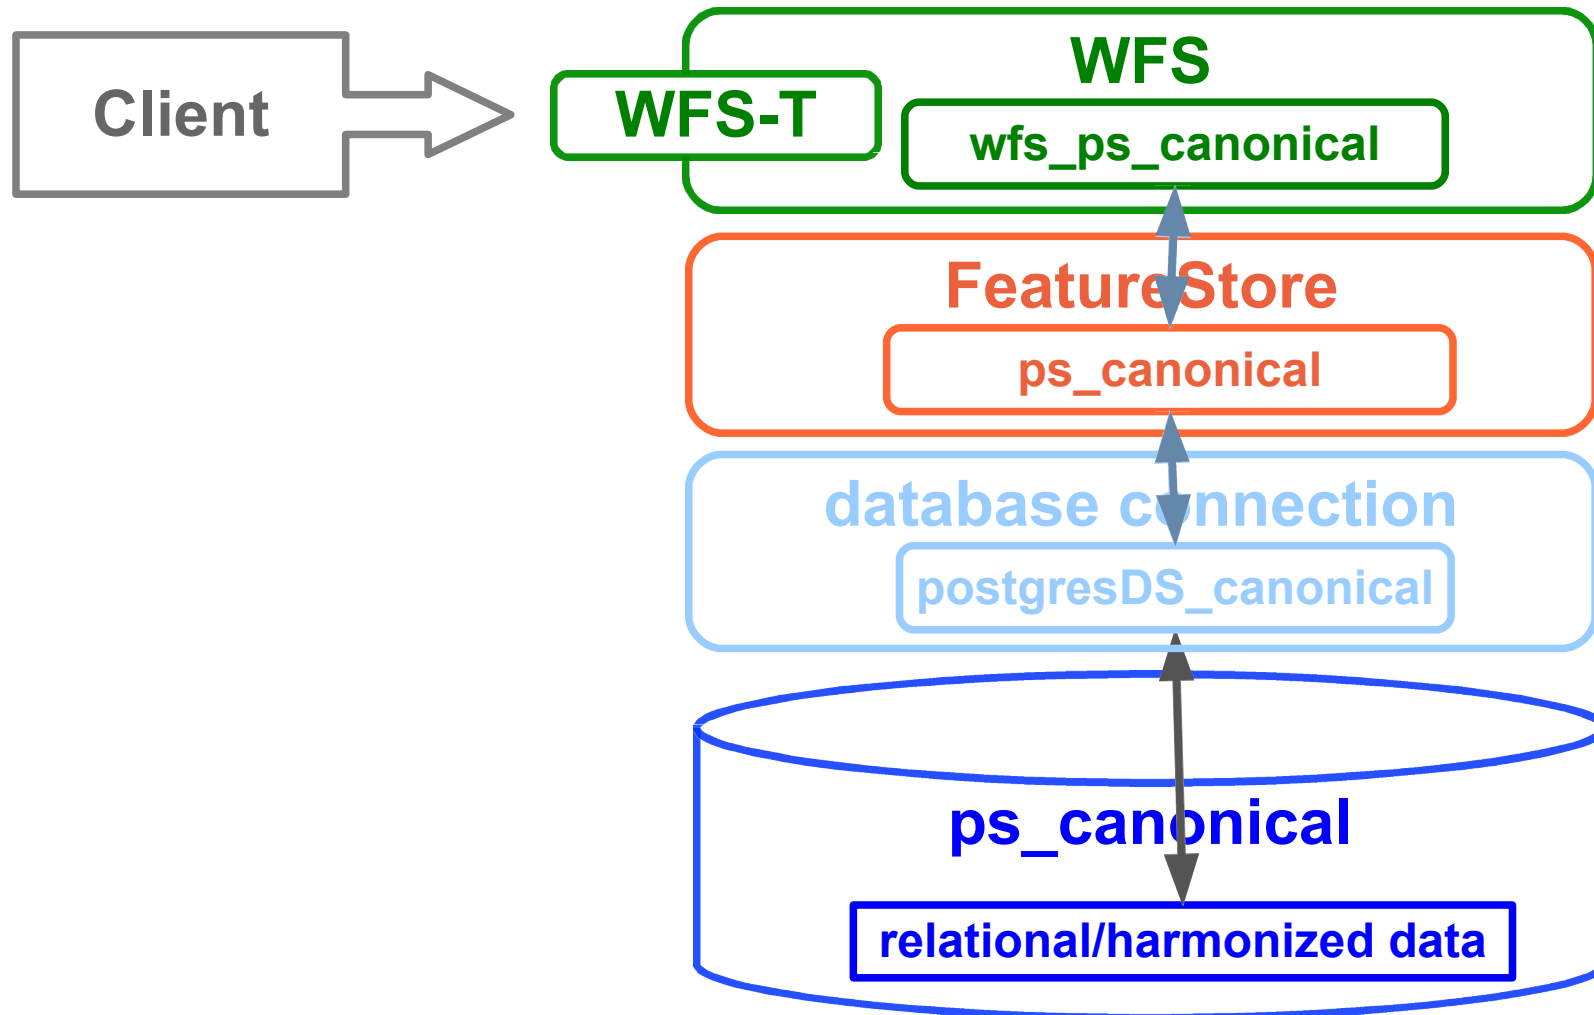 Client
WFS-T
WFS
wfs_ps_canonical
FeatureStore
ps_canonical
database connection
postgresDS_canonical
ps_canonical
relational/harmonized data